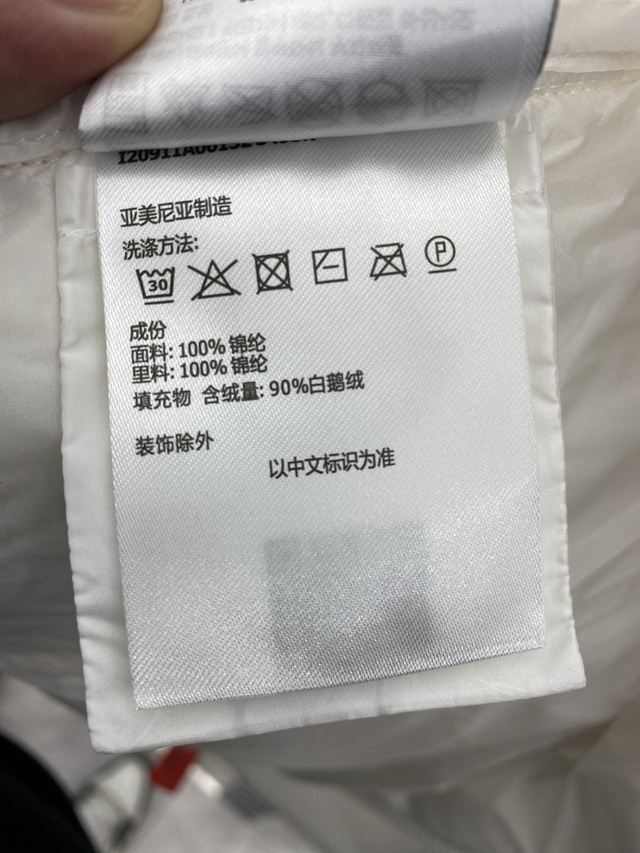 亚美尼亚制造
洗涤方法:
30 P
成份
面料: 100% 锦纶
里料: 100% 锦纶
填充物 含绒量: 90%白鹅绒
装饰除外
以中文标识为准